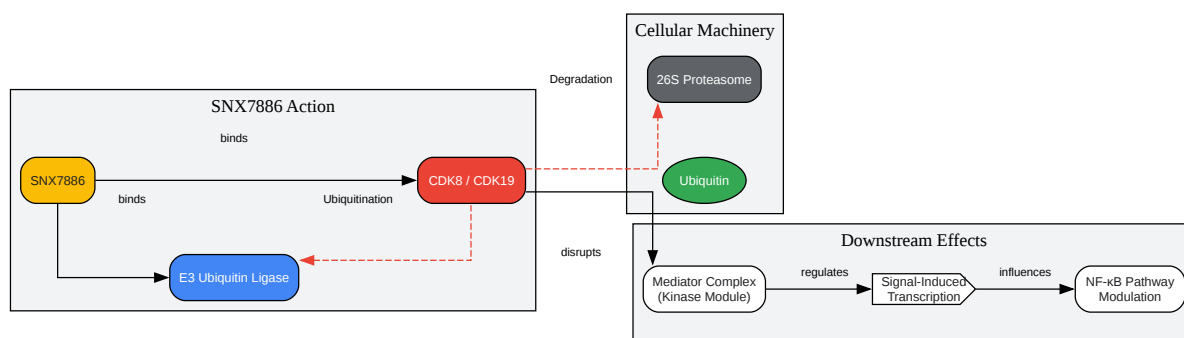 Cellular Machinery
26S Proteasome
Degradation
SNX7886 Action
binds
SNX7886
CDK8 / CDK19
Ubiquitin
binds
Ubiquitination
E3 Ubiquitin Ligase
disrupts
Downstream Effects
Mediator Complex
(Kinase Module)
regulates
Signal-Induced
Transcription
influences
NF-κB Pathway
Modulation